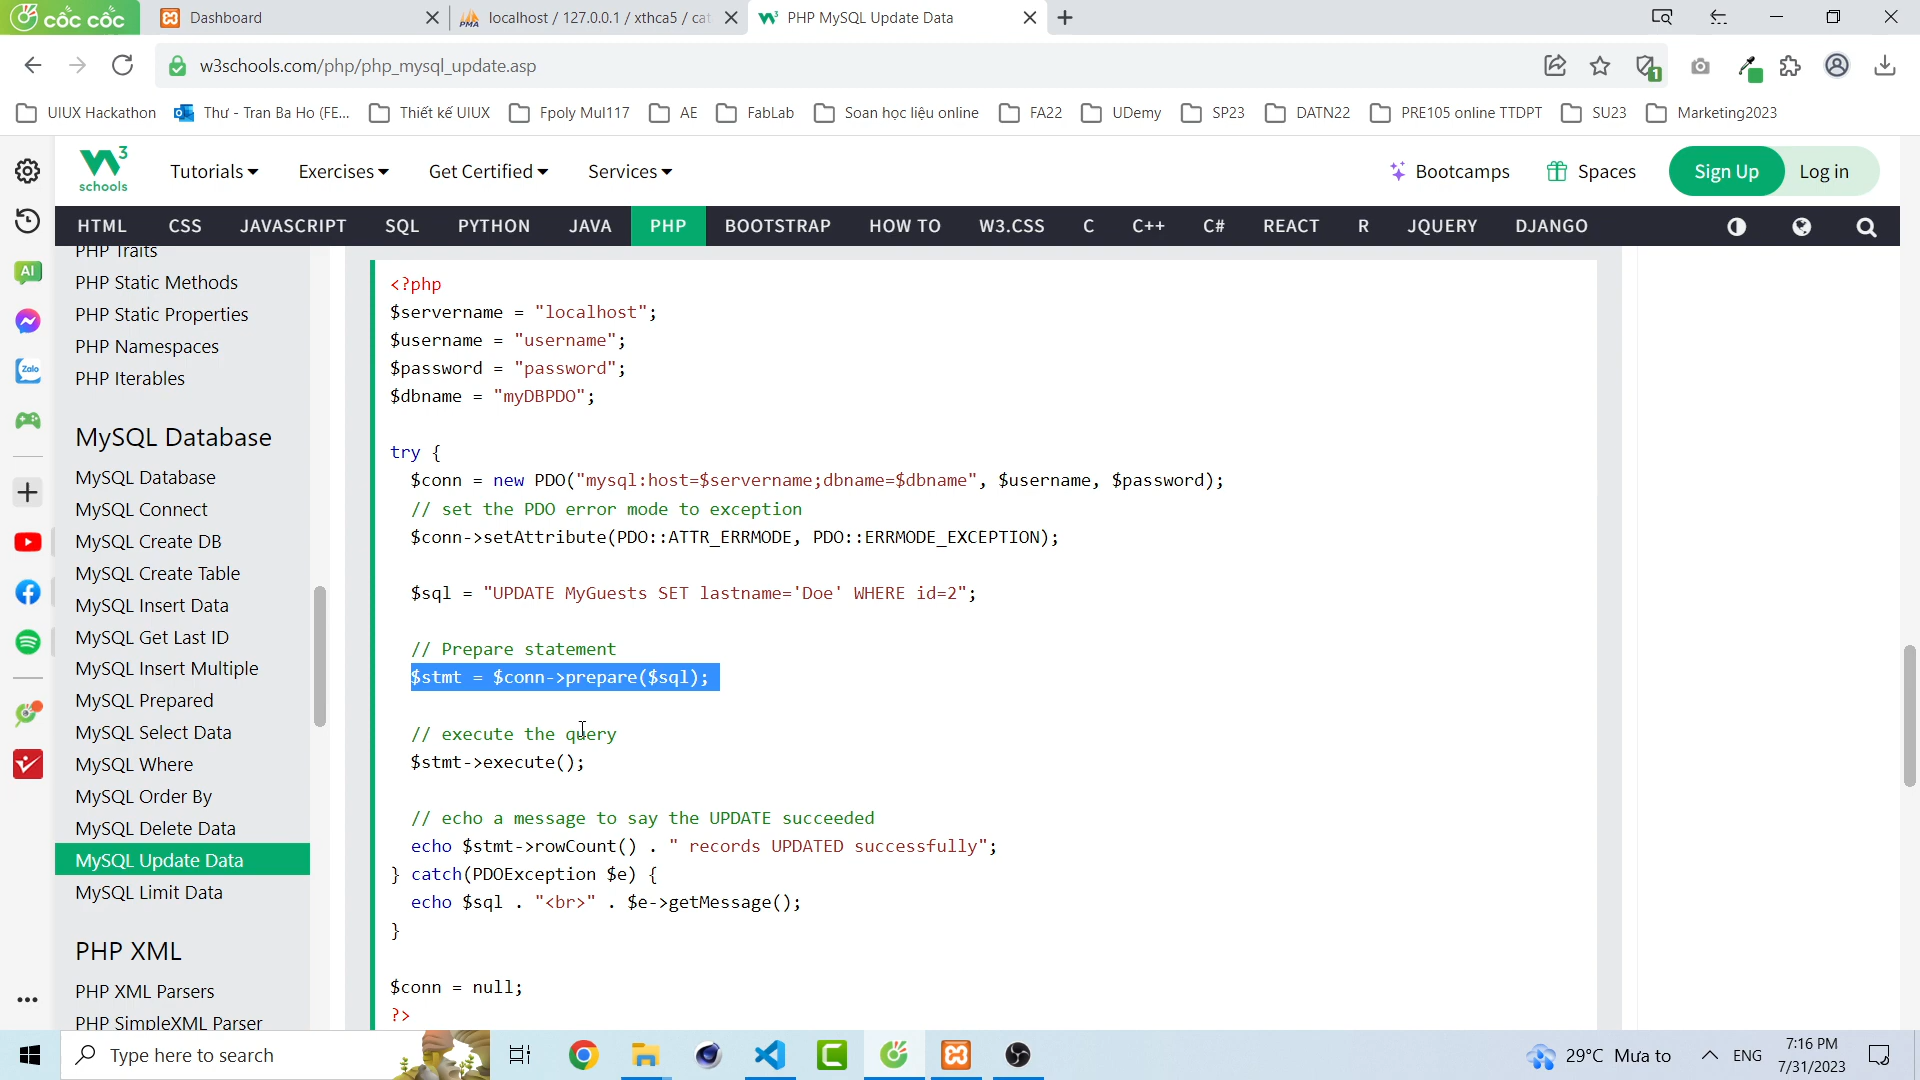 cốc cốc
Dashboard
localhost / 127.0.0.1 / xthca5 / cat
PHP MySQL Update Data
w3schools.com/php/php_mysql_update.asp
1
UIUX Hackathon
Thư - Tran Ba Ho (FE...
Thiết kế UIUX
Fpoly Mul117
AE
FabLab
Soan học liệu online
FA22
UDemy
SP23
DATN22
PRE105 online TTDPT
SU23
Marketing2023
W3 schools
Tutorials
Exercises
Get Certified
Services
Bootcamps
Spaces
Sign Up
Log in
HTML
CSS
JAVASCRIPT
SQL
PYTHON
JAVA
PHP
BOOTSTRAP
HOW TO
W3.CSS
C
C++
C#
REACT
R
JQUERY
DJANGO
AI
Zalo
PHP Traits
PHP Static Methods
PHP Static Properties
PHP Namespaces
PHP Iterables
MySQL Database
MySQL Database
MySQL Connect
MySQL Create DB
MySQL Create Table
MySQL Insert Data
MySQL Get Last ID
MySQL Insert Multiple
MySQL Prepared
MySQL Select Data
MySQL Where
MySQL Order By
MySQL Delete Data
MySQL Update Data
MySQL Limit Data
PHP XML
PHP XML Parsers
PHP SimpleXML Parser
<?php
$servername = "localhost";
$username = "username";
$password = "password";
$dbname = "myDBPDO";
try {
$conn = new PDO("mysql:host=$servername;dbname=$dbname", $username, $password);
// set the PDO error mode to exception
$conn->setAttribute(PDO::ATTR_ERRMODE, PDO::ERRMODE_EXCEPTION);
$sql = "UPDATE MyGuests SET lastname='Doe' WHERE id=2";
// Prepare statement
$stmt = $conn->prepare($sql);
// execute the query
$stmt->execute();
// echo a message to say the UPDATE succeeded
echo $stmt->rowCount() . " records UPDATED successfully";
} catch(PDOException $e) {
echo $sql . "<br>" . $e->getMessage();
}
$conn = null;
?>
Type here to search
29°C Mưa to
ENG
7:16 PM
7/31/2023